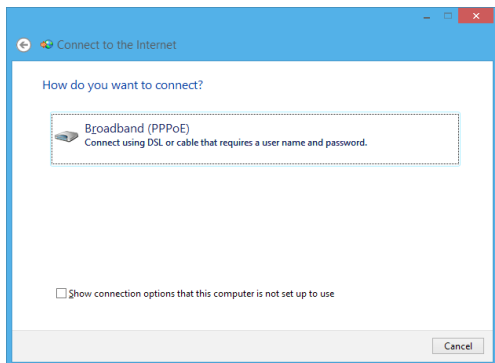 Connect to the Internet
How do you want to connect?
Broadband (PPPoE)
Connect using DSL or cable that requires a user name and password.
Show connection options that this computer is not set up to use
Cancel